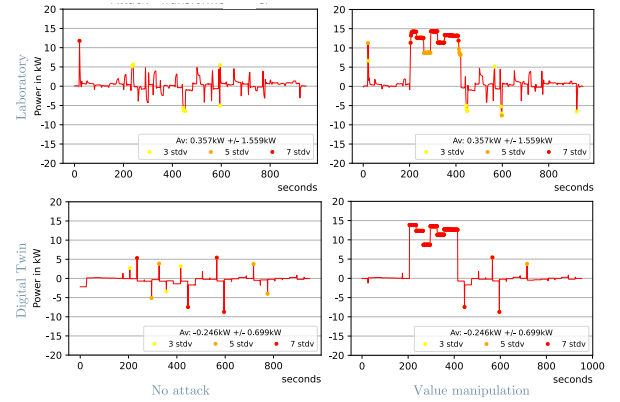 20 20
15 15
10 10
5 5
0 0
-5 -5
-10 -10
-15 -15
-20 -20
Laboratory
Power in kW
Av: 0.357kW +/- 1.559kW
3 stdv 5 stdv 7 stdv
Av: 0.357kW +/- 1.559kW
3 stdv 5 stdv 7 stdv
0 200 400 600 800
seconds
0 200 400 600 800
seconds
20 20
15 15
10 10
5 5
0 0
-5 -5
-10 -10
-15 -15
-20 -20
Digital Twin
Power in kW
Av: -0.246kW +/- 0.699kW
3 stdv 5 stdv 7 stdv
Av: -0.246kW +/- 0.699kW
3 stdv 5 stdv 7 stdv
0 200 400 600 800
seconds
0 200 400 600 800 1000
seconds
No attack
Value manipulation